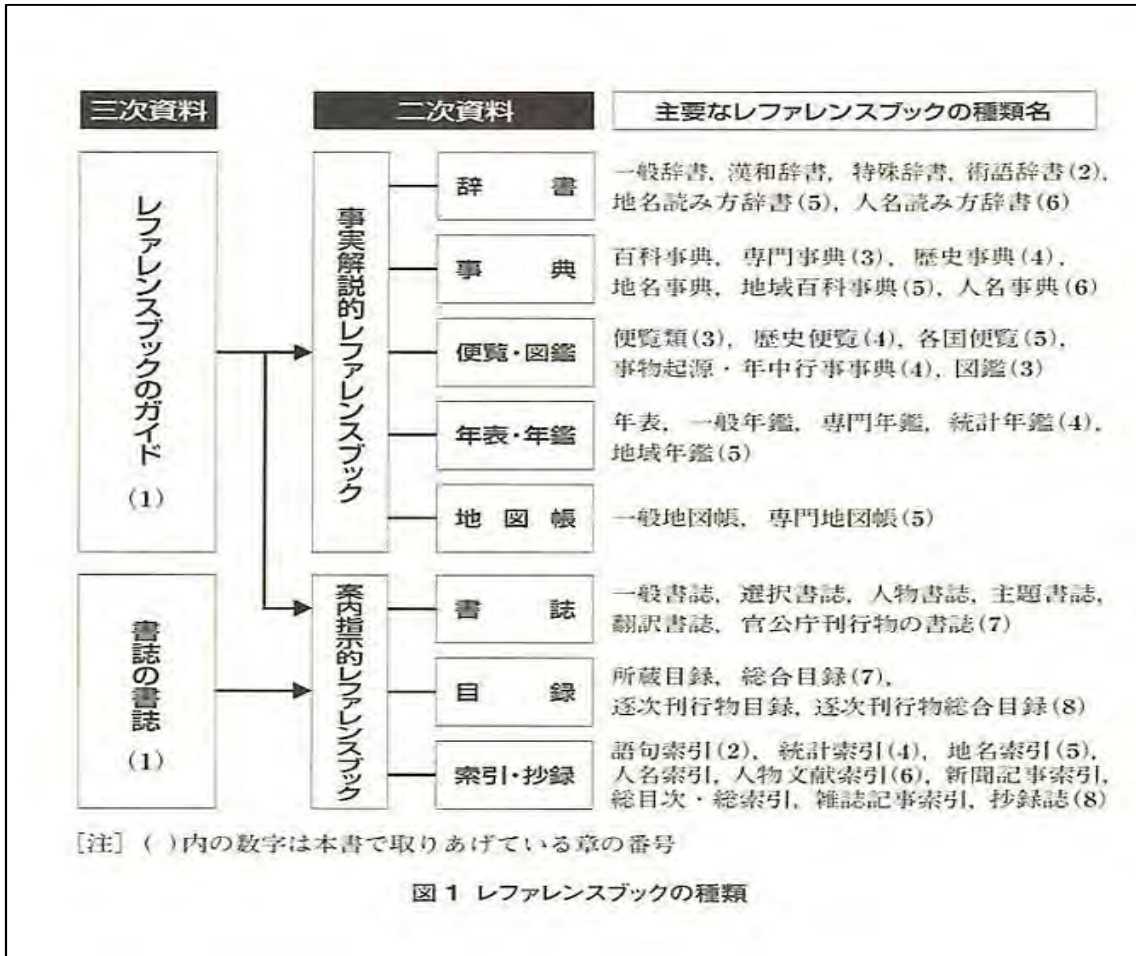 三次資料
二次資料
主要なレファレンスブックの種類名
レファレンスブックのガイド
(1)
事実解説的レファレンスブック
辞 書
一般辞書，漢和辞書，特殊辞書，術語辞書(2)，
地名読み方辞書(5)，人名読み方辞書(6)
事 典
百科事典，専門事典(3)，歴史事典(4)，
地名事典，地域百科事典(5)，人名事典(6)
便覧・図鑑
便覧類(3)，歴史便覧(4)，各国便覧(5)，
事物起源・年中行事事典(4)，図鑑(3)
年表・年鑑
年表，一般年鑑，専門年鑑，統計年鑑(4)，
地域年鑑(5)
地 図 帳
一般地図帳，専門地図帳(5)
書誌の書誌
(1)
案内指示的レファレンスブック
書 誌
一般書誌，選択書誌，人物書誌，主題書誌，
翻訳書誌，官公庁刊行物の書誌(7)
目 録
所蔵目録，総合目録(7)，
逐次刊行物目録，逐次刊行物総合目録(8)
索引・抄録
語句索引(2)，統計索引(4)，地名索引(5)，
人名索引，人物文献索引(6)，新聞記事索引，
総目次・総索引，雑誌記事索引，抄録誌(8)
［注］( )内の数字は本書で取りあげている章の番号
図 1 レファレンスブックの種類